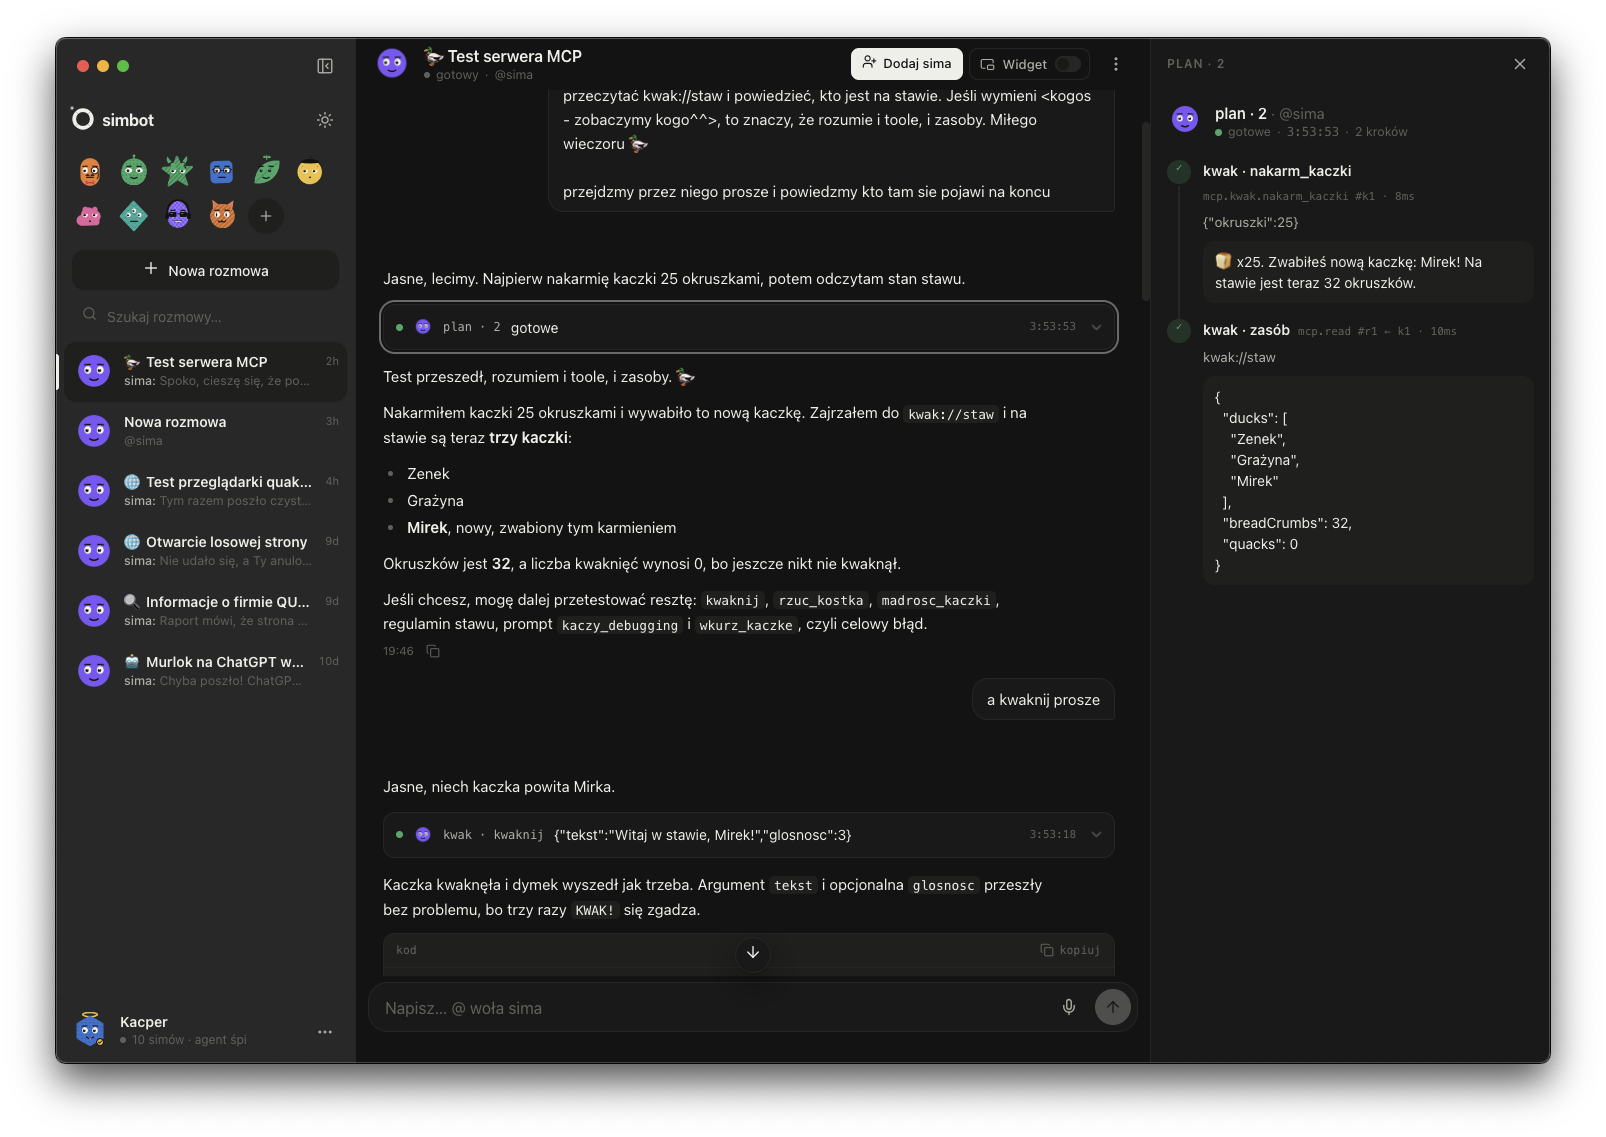 simbot
Nowa rozmowa
Szukaj rozmowy...
Test serwera MCP
2h
sima: Spoko, cieszę się, że po...
Nowa rozmowa
3h
@sima
Test przeglądarki quak...
4h
sima: Tym razem poszło czyst...
Otwarcie losowej strony
9d
sima: Nie udało się, a Ty anulo...
Informacje o firmie QU...
9d
sima: Raport mówi, że strona ...
Murlok na ChatGPT w...
10d
sima: Chyba poszło! ChatGP...
Kacper
10 simów · agent śpi
Test serwera MCP
gotowy · @sima
Dodaj sima
Widget
przeczytać kwak://staw i powiedzieć, kto jest na stawie. Jeśli wymieni <kogos
- zobaczymy kogo^^>, to znaczy, że rozumie i toole, i zasoby. Miłego
wieczoru
przejdzmy przez niego prosze i powiedzmy kto tam sie pojawi na koncu
Jasne, lecimy. Najpierw nakarmię kaczki 25 okruszkami, potem odczytam stan stawu.
plan · 2 gotowe
3:53:53
Test przeszedł, rozumiem i toole, i zasoby.
Nakarmiłem kaczki 25 okruszkami i wywabiło to nową kaczkę. Zajrzałem do kwak://staw i na
stawie są teraz trzy kaczki:
Zenek
Grażyna
Mirek, nowy, zwabiony tym karmieniem
Okruszków jest 32, a liczba kwaknięć wynosi 0, bo jeszcze nikt nie kwaknął.
Jeśli chcesz, mogę dalej przetestować resztę: kwaknij, rzuc_kostka, madrosc_kaczki,
regulamin stawu, prompt kaczy_debugging i wkurz_kaczke, czyli celowy błąd.
19:46
a kwaknij prosze
Jasne, niech kaczka powita Mirka.
kwak · kwaknij {"tekst":"Witaj w stawie, Mirek!","glosnosc":3}
3:53:18
Kaczka kwaknęła i dymek wyszedł jak trzeba. Argument tekst i opcjonalna glosnosc przeszły
bez problemu, bo trzy razy KWAK! się zgadza.
kod
kopiuj
Napisz... @ woła sima
PLAN · 2
plan · 2 · @sima
gotowe · 3:53:53 · 2 kroków
kwak · nakarm_kaczki
mcp.kwak.nakarm_kaczki #k1 · 8ms
{"okruszki":25}
x25. Zwabiłeś nową kaczkę: Mirek! Na
stawie jest teraz 32 okruszków.
kwak · zasób mcp.read #r1 ← k1 · 10ms
kwak://staw
{
"ducks": [
"Zenek",
"Grażyna",
"Mirek"
],
"breadCrumbs": 32,
"quacks": 0
}